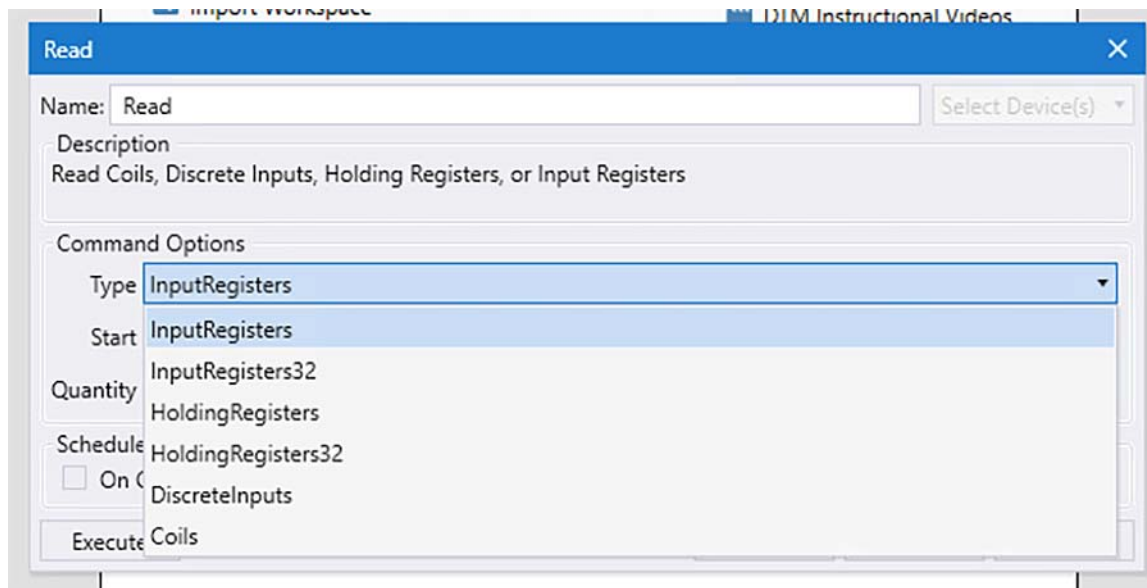 Import Workspace
DTM Instructional Videos
Read
Name: Read Select Device(s)
Description
Read Coils, Discrete Inputs, Holding Registers, or Input Registers
Command Options
Type InputRegisters
Start InputRegisters
InputRegisters32
Quantity
HoldingRegisters
Schedule
HoldingRegisters32
On
DiscreteInputs
Execute Coils